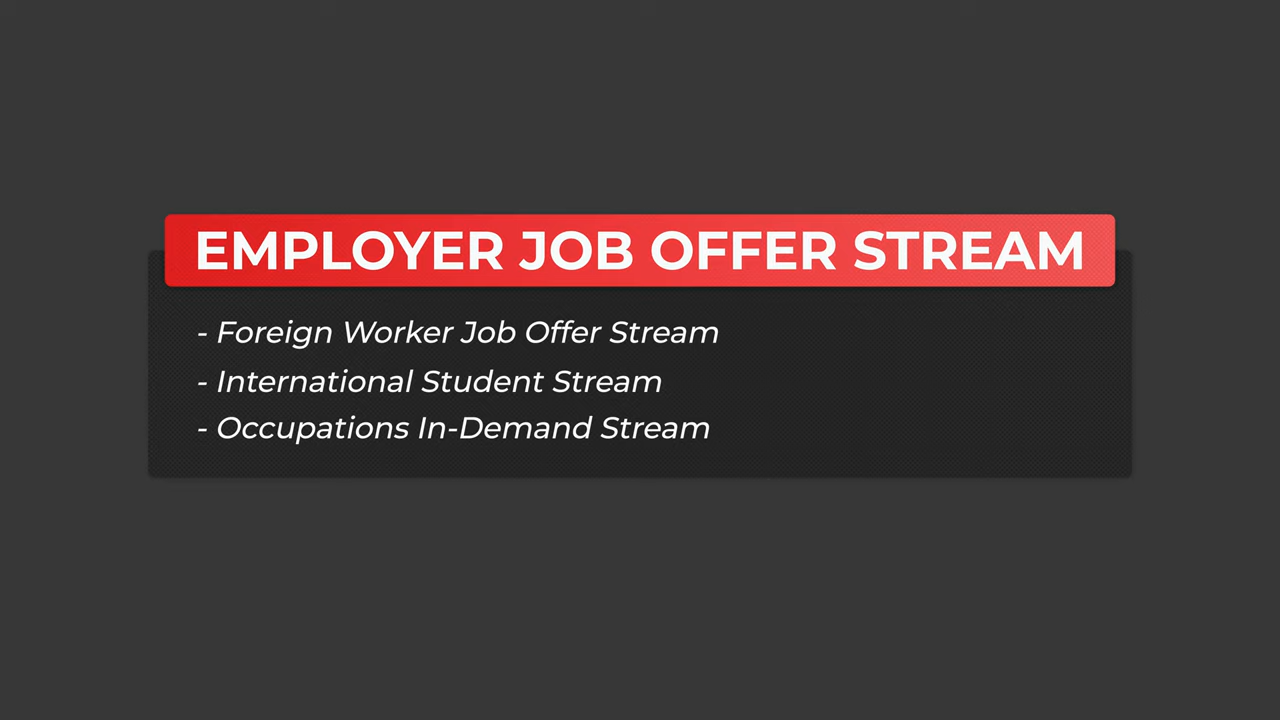 EMPLOYER JOB OFFER STREAM
- Foreign Worker Job Offer Stream
- International Student Stream
- Occupations In-Demand Stream